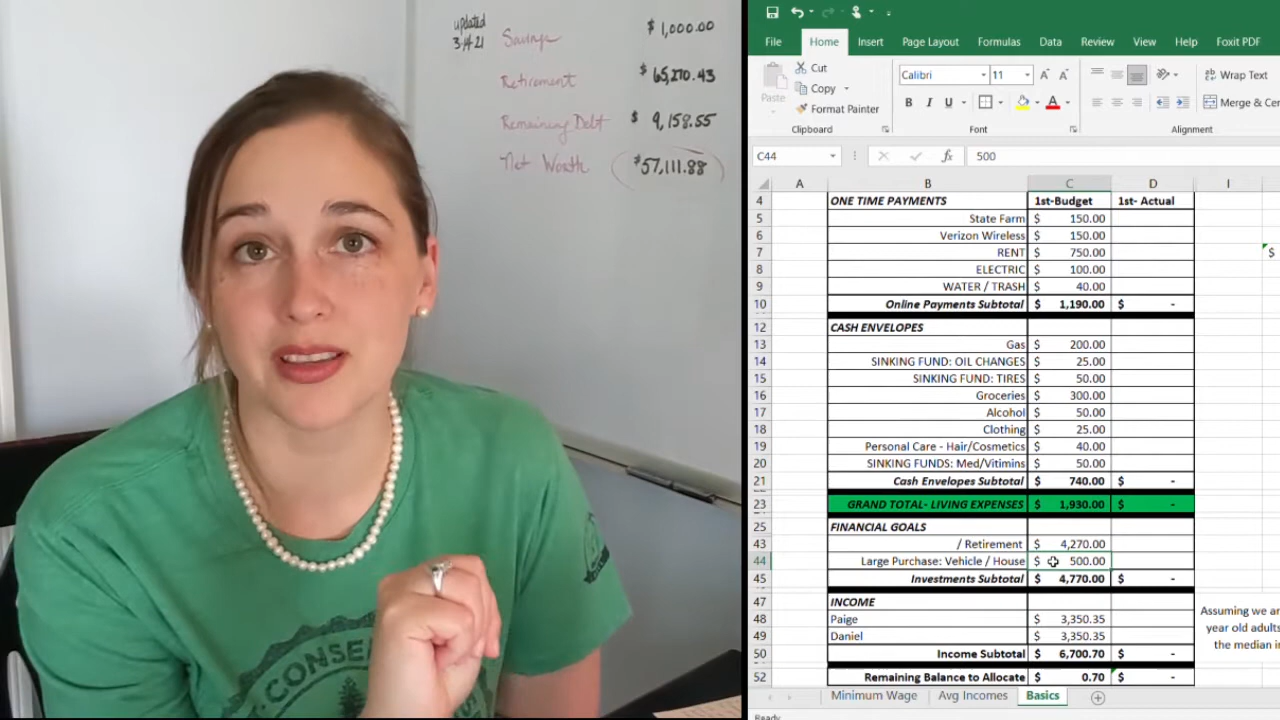 updated
3/4/21
Savings $ 1,000.00
Retirement $ 65,270.43
Remaining Debt $ 9,158.55
Net Worth $57,111.88
CONSE
File Home Insert Page Layout Formulas Data Review View Help Foxit PDF
Paste Cut Calibri 11 A A Wrap Text
Copy B I U A Merge & Cen
Format Painter
Clipboard Font Alignment
C44 fx 500
A B C D I
4 ONE TIME PAYMENTS 1st-Budget 1st- Actual
5 State Farm $ 150.00
6 Verizon Wireless $ 150.00
7 RENT $ 750.00 $
8 ELECTRIC $ 100.00
9 WATER / TRASH $ 40.00
10 Online Payments Subtotal $ 1,190.00 $ -
12 CASH ENVELOPES
13 Gas $ 200.00
14 SINKING FUND: OIL CHANGES $ 25.00
15 SINKING FUND: TIRES $ 50.00
16 Groceries $ 300.00
17 Alcohol $ 50.00
18 Clothing $ 25.00
19 Personal Care - Hair/Cosmetics $ 40.00
20 SINKING FUNDS: Med/Vitimins $ 50.00
21 Cash Envelopes Subtotal $ 740.00 $ -
23 GRAND TOTAL- LIVING EXPENSES $ 1,930.00 $ -
25 FINANCIAL GOALS
43 / Retirement $ 4,270.00
44 Large Purchase: Vehicle / House $ 500.00
45 Investments Subtotal $ 4,770.00 $ -
47 INCOME
48 Paige $ 3,350.35
49 Daniel $ 3,350.35
50 Income Subtotal $ 6,700.70 $ -
52 Remaining Balance to Allocate $ 0.70 $ -
Assuming we ar
year old adults
the median in
Minimum Wage Avg Incomes Basics
Ready